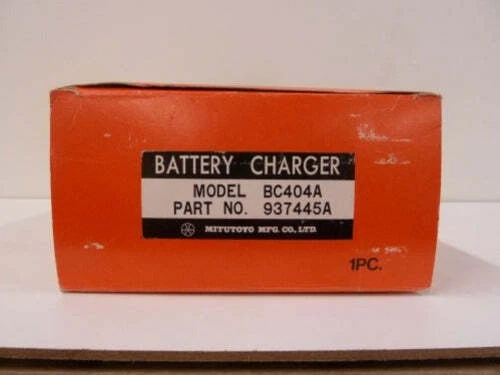 BATTERY CHARGER
MODEL BC404A
PART NO. 937445A
MITUTOYO MFG. CO., LTD.
1PC.